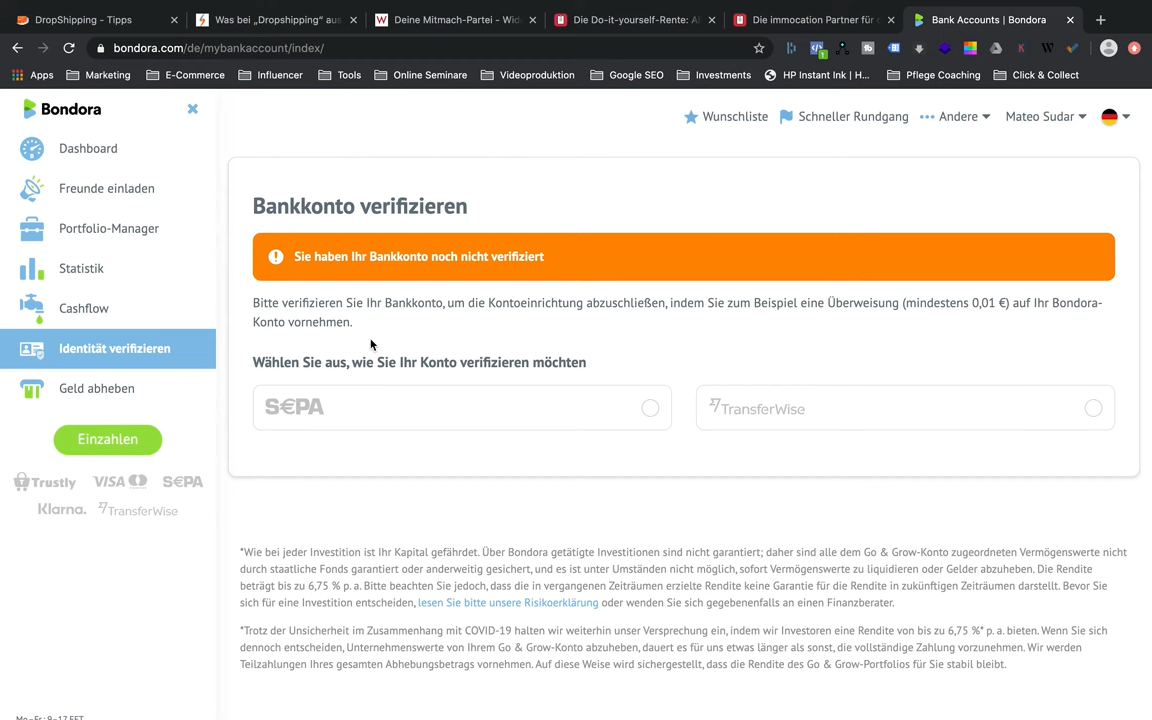 DropShipping - Tipps
Was bei „Dropshipping“ aus
Deine Mitmach-Partei - Wid
Die Do-it-yourself-Rente: Al
Die immocation Partner für
Bank Accounts | Bondora
bondora.com/de/mybankaccount/index/
Apps Marketing E-Commerce Influencer Tools Online Seminare Videoproduktion Google SEO Investments HP Instant Ink | H... Pflege Coaching Click & Collect
Bondora
Wunschliste Schneller Rundgang Andere Mateo Sudar
Dashboard
Freunde einladen
Portfolio-Manager
Statistik
Cashflow
Identität verifizieren
Geld abheben
Einzahlen
Trustly VISA SEPA
Klarna. TransferWise
Bankkonto verifizieren
Sie haben Ihr Bankkonto noch nicht verifiziert
Bitte verifizieren Sie Ihr Bankkonto, um die Kontoeinrichtung abzuschließen, indem Sie zum Beispiel eine Überweisung (mindestens 0,01 €) auf Ihr Bondora-
Konto vornehmen.
Wählen Sie aus, wie Sie Ihr Konto verifizieren möchten
S€PA
TransferWise
*Wie bei jeder Investition ist Ihr Kapital gefährdet. Über Bondora getätigte Investitionen sind nicht garantiert; daher sind alle dem Go & Grow-Konto zugeordneten Vermögenswerte nicht
durch staatliche Fonds garantiert oder anderweitig gesichert, und es ist unter Umständen nicht möglich, sofort Vermögenswerte zu liquidieren oder Gelder abzuheben. Die Rendite
beträgt bis zu 6,75 % p. a. Bitte beachten Sie jedoch, dass die in vergangenen Zeiträumen erzielte Rendite keine Garantie für die Rendite in zukünftigen Zeiträumen darstellt. Bevor Sie
sich für eine Investition entscheiden, lesen Sie bitte unsere Risikoerklärung oder wenden Sie sich gegebenenfalls an einen Finanzberater.
*Trotz der Unsicherheit im Zusammenhang mit COVID-19 halten wir weiterhin unser Versprechen ein, indem wir Investoren eine Rendite von bis zu 6,75 %* p. a. bieten. Wenn Sie sich
dennoch entscheiden, Unternehmenswerte von Ihrem Go & Grow-Konto abzuheben, dauert es für uns etwas länger als sonst, die vollständige Zahlung vorzunehmen. Wir werden
Teilzahlungen Ihres gesamten Abhebungsbetrags vornehmen. Auf diese Weise wird sichergestellt, dass die Rendite des Go & Grow-Portfolios für Sie stabil bleibt.
Mo–Fr: 9–17 EET